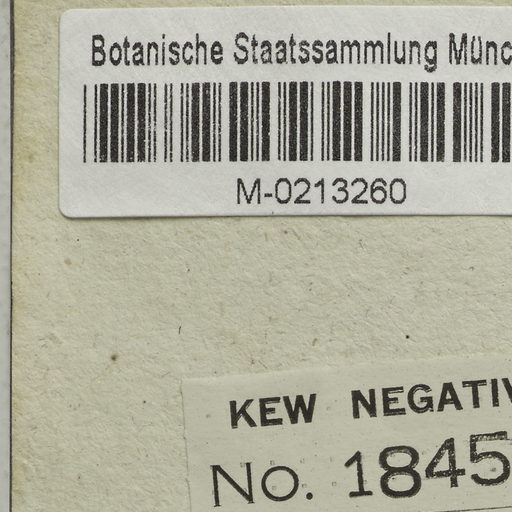 Botanische Staatssammlung Münc
M-0213260
KEW NEGATIV
No. 1845